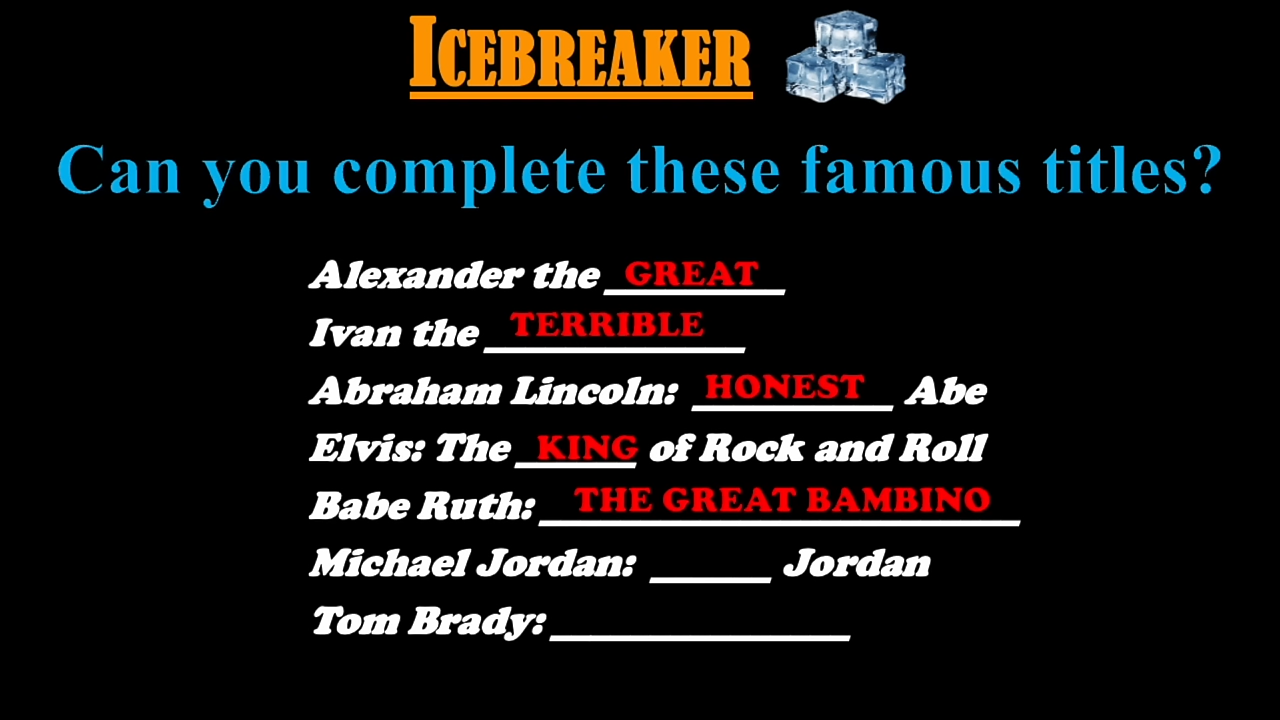 ICEBREAKER
Can you complete these famous titles?
Alexander the GREAT
Ivan the TERRIBLE
Abraham Lincoln: HONEST Abe
Elvis: The KING of Rock and Roll
Babe Ruth: THE GREAT BAMBINO
Michael Jordan: ______ Jordan
Tom Brady: _______________